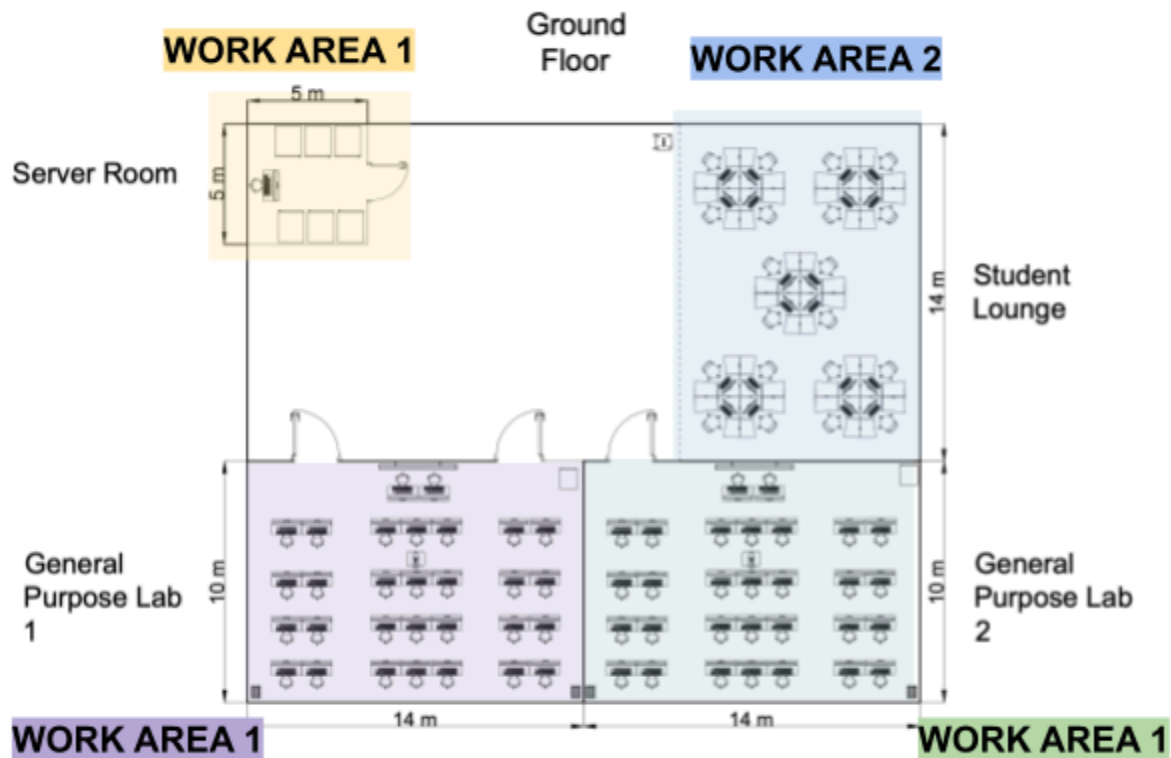 Ground
Floor
WORK AREA 1
WORK AREA 2
5 m
Server Room
5 m
Student
Lounge
14 m
General
Purpose Lab
1
10 m
10 m
General
Purpose Lab
2
14 m
14 m
WORK AREA 1
WORK AREA 1